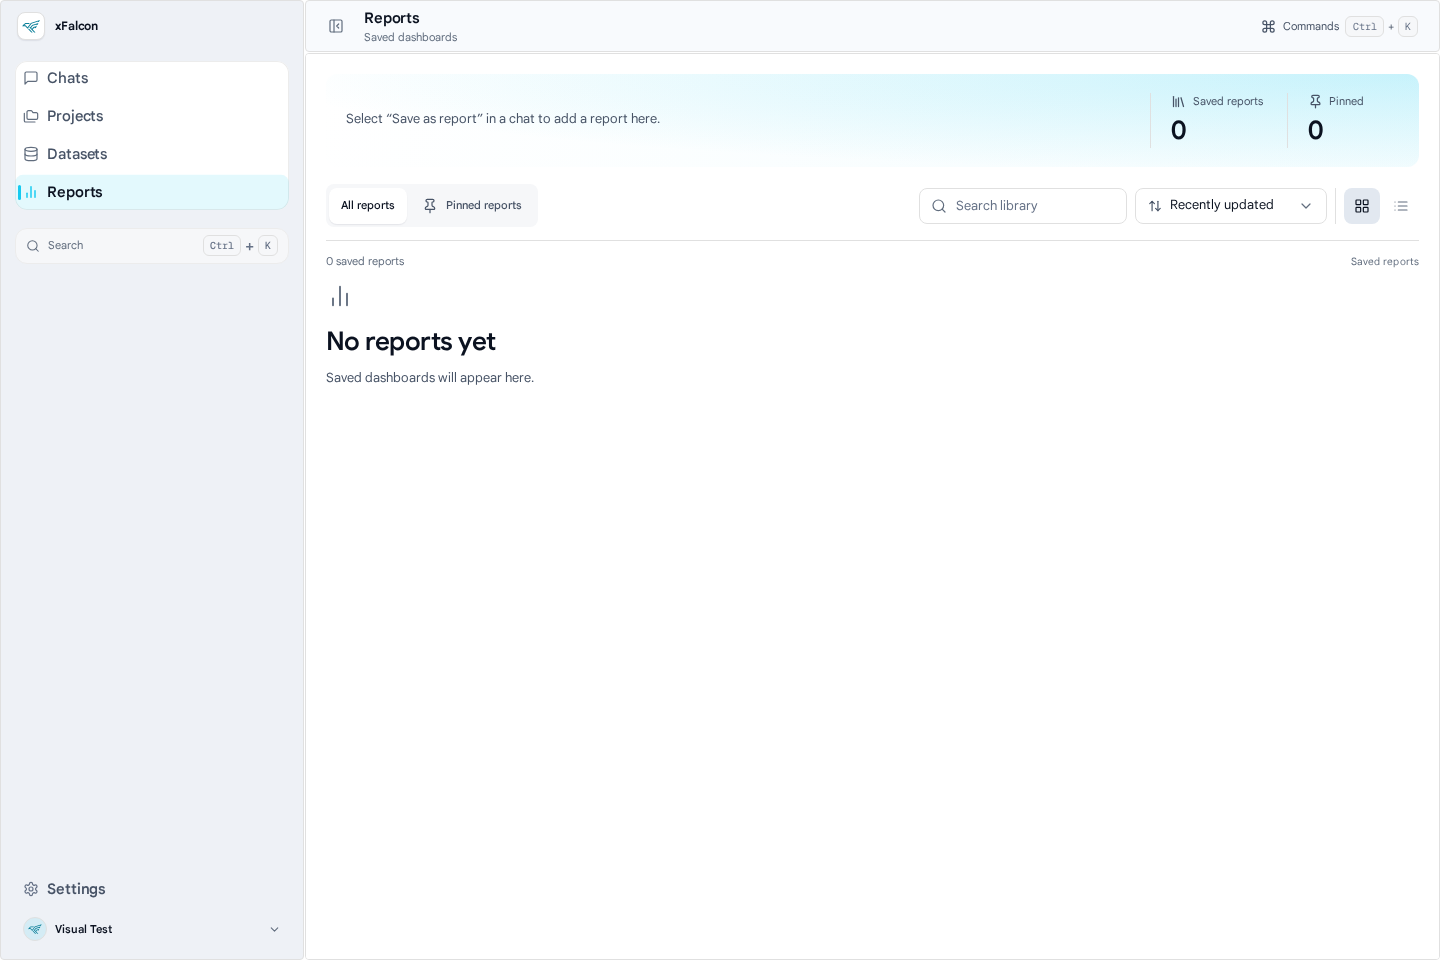 xFalcon
Chats
Projects
Datasets
Reports
Search Ctrl + K
Settings
Visual Test
Reports
Saved dashboards
Commands Ctrl + K
Select “Save as report” in a chat to add a report here.
Saved reports
0
Pinned
0
All reports
Pinned reports
Search library
Recently updated
0 saved reports
Saved reports
No reports yet
Saved dashboards will appear here.